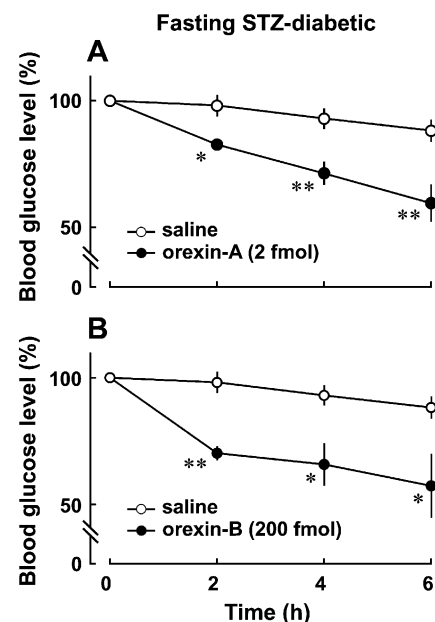 Fasting STZ-diabetic
A
Blood glucose level (%)
100
50
0
saline
orexin-A (2 fmol)
*
**
**
B
Blood glucose level (%)
100
50
0
saline
orexin-B (200 fmol)
**
*
*
0 2 4 6
Time (h)